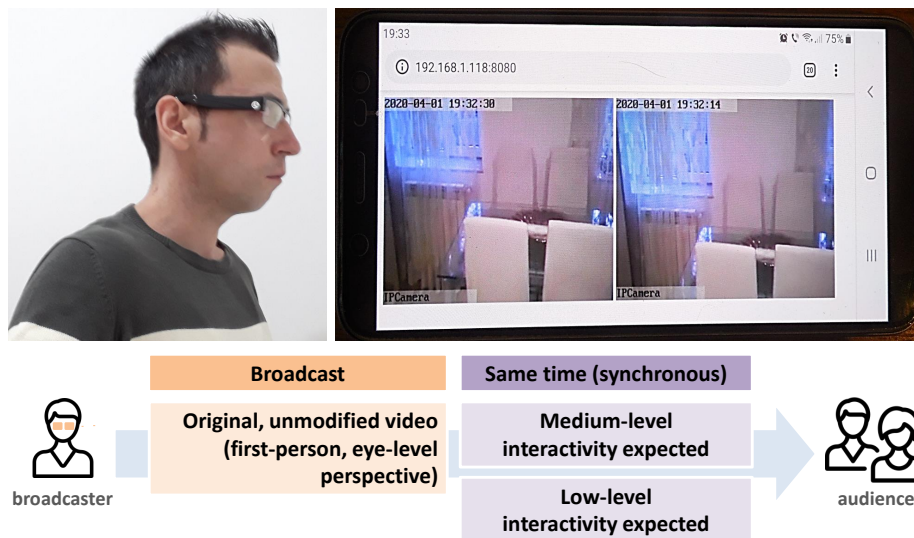 19:33
75%
192.168.1.118:8080
20
2020-04-01 19:32:30
2020-04-01 19:32:14
IPCamera
IPCamera
Broadcast
Same time (synchronous)
Original, unmodified video
(first-person, eye-level
perspective)
Medium-level
interactivity expected
Low-level
interactivity expected
broadcaster
audience